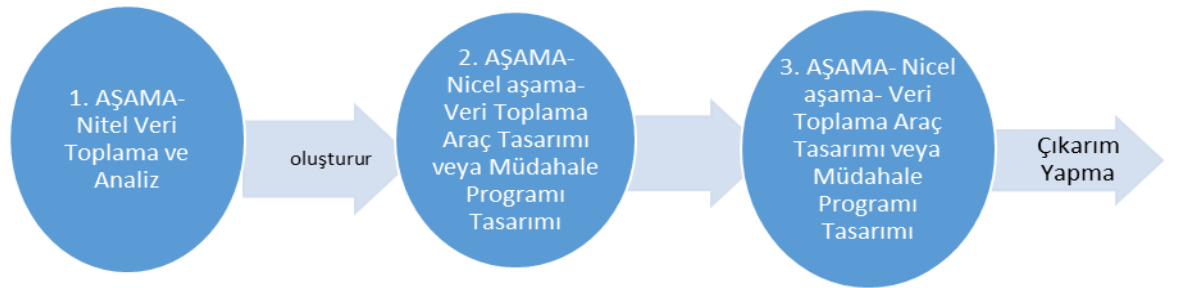 1. AŞAMA-
Nitel Veri
Toplama ve
Analiz
oluşturur
2. AŞAMA-
Nicel aşama-
Veri Toplama
Araç Tasarımı
veya Müdahale
Programı
Tasarımı
3. AŞAMA- Nicel
aşama- Veri
Toplama Araç
Tasarımı veya
Müdahale
Programı
Tasarımı
Çıkarım
Yapma